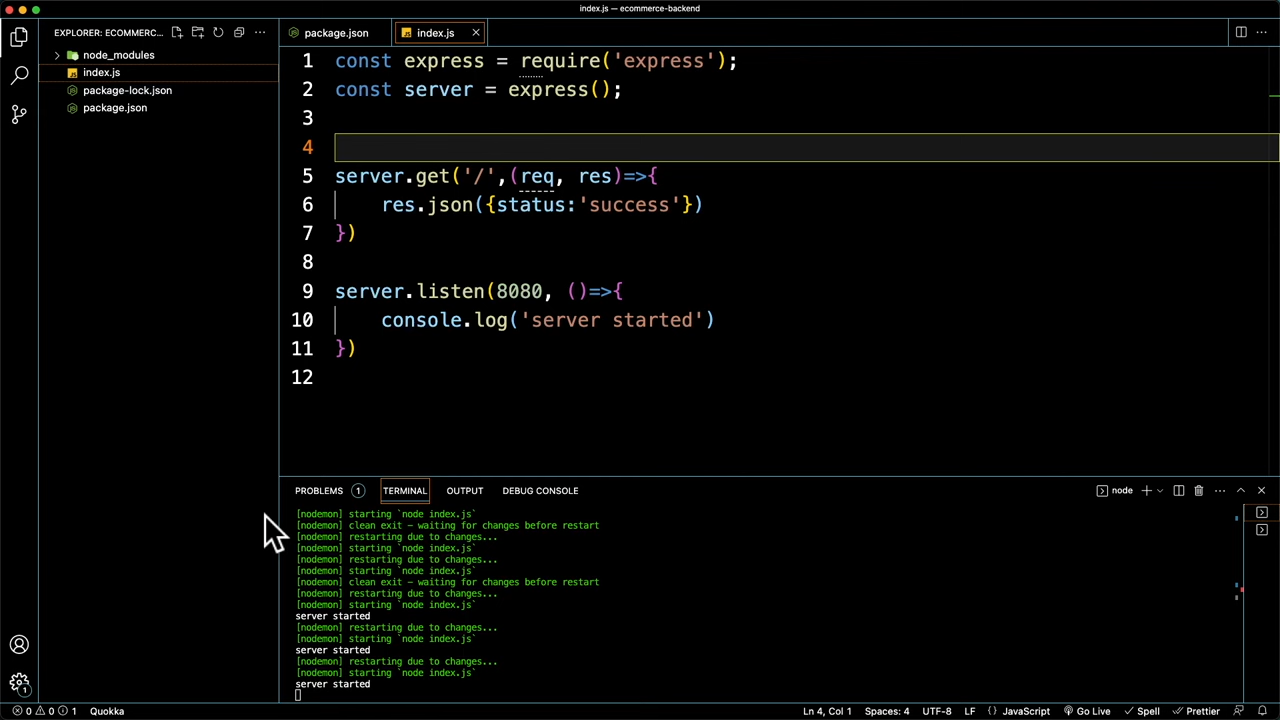 index.js — ecommerce-backend
EXPLORER: ECOMMERC...
package.json
index.js
node_modules
index.js
package-lock.json
package.json
1 const express = require('express');
2 const server = express();
3
4
5 server.get('/',(req, res)=>{
6 res.json({status:'success'})
7 })
8
9 server.listen(8080, ()=>{
10 console.log('server started')
11 })
12
PROBLEMS 1 TERMINAL OUTPUT DEBUG CONSOLE node
[nodemon] starting `node index.js`
[nodemon] clean exit - waiting for changes before restart
[nodemon] restarting due to changes...
[nodemon] starting `node index.js`
[nodemon] restarting due to changes...
[nodemon] starting `node index.js`
[nodemon] clean exit - waiting for changes before restart
[nodemon] restarting due to changes...
[nodemon] starting `node index.js`
server started
[nodemon] restarting due to changes...
[nodemon] starting `node index.js`
server started
[nodemon] restarting due to changes...
[nodemon] starting `node index.js`
server started
1
0 0 1 Quokka Ln 4, Col 1 Spaces: 4 UTF-8 LF {} JavaScript Go Live Spell Prettier